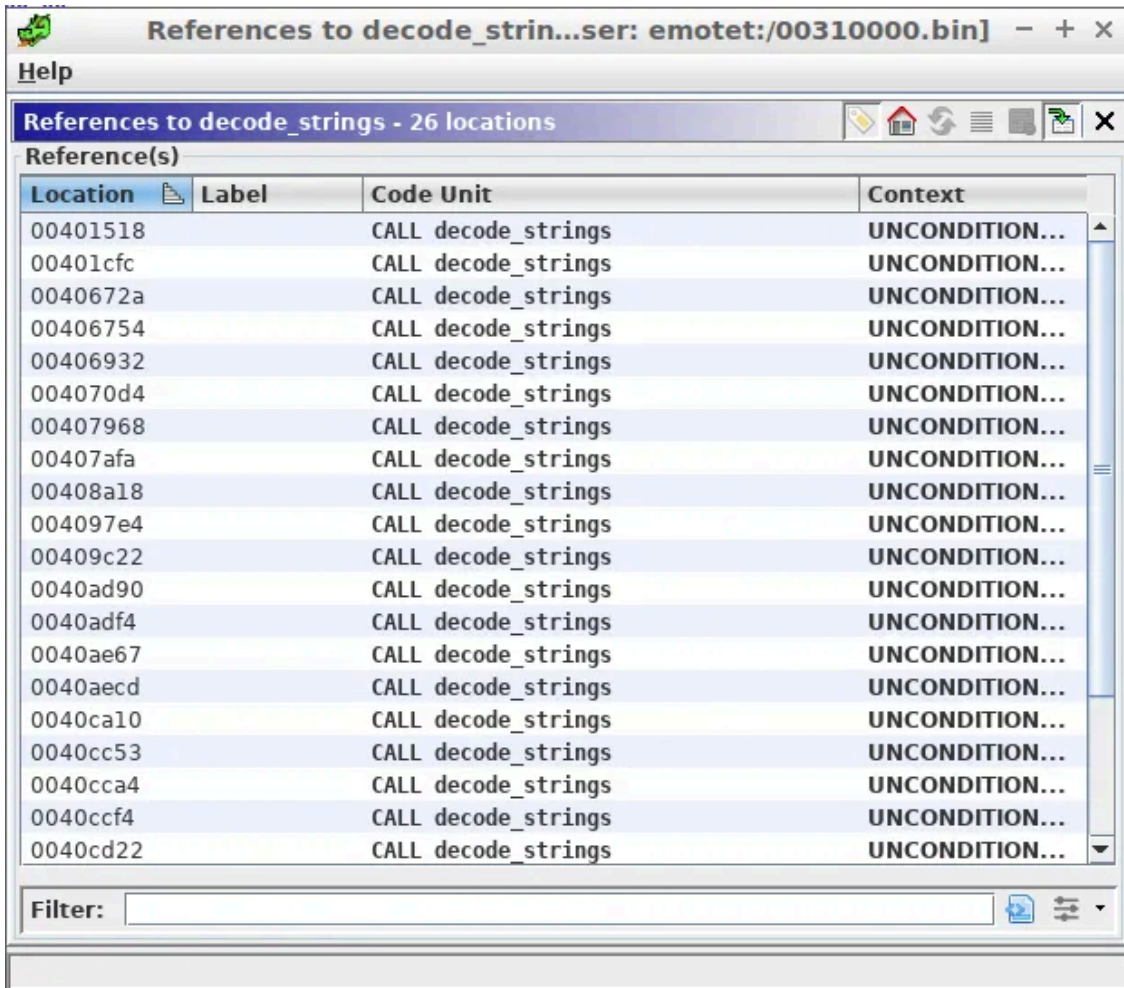 References to decode_strin...ser: emotet:/00310000.bin]
Help
References to decode_strings - 26 locations
Reference(s)
Location Label Code Unit Context
00401518 CALL decode_strings UNCONDITION...
00401cfc CALL decode_strings UNCONDITION...
0040672a CALL decode_strings UNCONDITION...
00406754 CALL decode_strings UNCONDITION...
00406932 CALL decode_strings UNCONDITION...
004070d4 CALL decode_strings UNCONDITION...
00407968 CALL decode_strings UNCONDITION...
00407afa CALL decode_strings UNCONDITION...
00408a18 CALL decode_strings UNCONDITION...
004097e4 CALL decode_strings UNCONDITION...
00409c22 CALL decode_strings UNCONDITION...
0040ad90 CALL decode_strings UNCONDITION...
0040adf4 CALL decode_strings UNCONDITION...
0040ae67 CALL decode_strings UNCONDITION...
0040aecd CALL decode_strings UNCONDITION...
0040ca10 CALL decode_strings UNCONDITION...
0040cc53 CALL decode_strings UNCONDITION...
0040cca4 CALL decode_strings UNCONDITION...
0040ccf4 CALL decode_strings UNCONDITION...
0040cd22 CALL decode_strings UNCONDITION...
Filter: